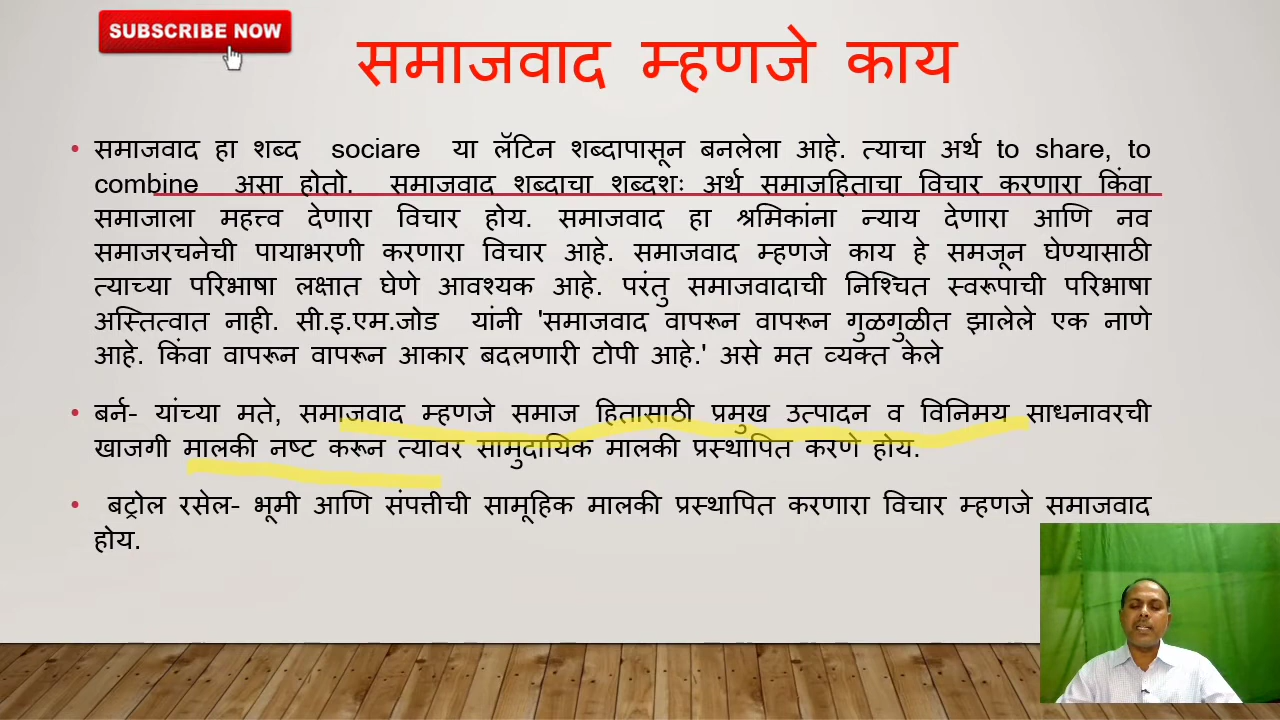 SUBSCRIBE NOW
समाजवाद म्हणजे काय
• समाजवाद हा शब्द sociare या लॅटिन शब्दापासून बनलेला आहे. त्याचा अर्थ to share, to
combine असा होतो. समाजवाद शब्दाचा शब्दशः अर्थ समाजहिताचा विचार करणारा किंवा
समाजाला महत्त्व देणारा विचार होय. समाजवाद हा श्रमिकांना न्याय देणारा आणि नव
समाजरचनेची पायाभरणी करणारा विचार आहे. समाजवाद म्हणजे काय हे समजून घेण्यासाठी
त्याच्या परिभाषा लक्षात घेणे आवश्यक आहे. परंतु समाजवादाची निश्चित स्वरूपाची परिभाषा
अस्तित्वात नाही. सी.इ.एम.जोड यांनी 'समाजवाद वापरून वापरून गुळगुळीत झालेले एक नाणे
आहे. किंवा वापरून वापरून आकार बदलणारी टोपी आहे.' असे मत व्यक्त केले
• बर्न- यांच्या मते, समाजवाद म्हणजे समाज हितासाठी प्रमुख उत्पादन व विनिमय साधनावरची
खाजगी मालकी नष्ट करून त्यावर सामुदायिक मालकी प्रस्थापित करणे होय.
• बट्रोल रसेल- भूमी आणि संपत्तीची सामूहिक मालकी प्रस्थापित करणारा विचार म्हणजे समाजवाद
होय.